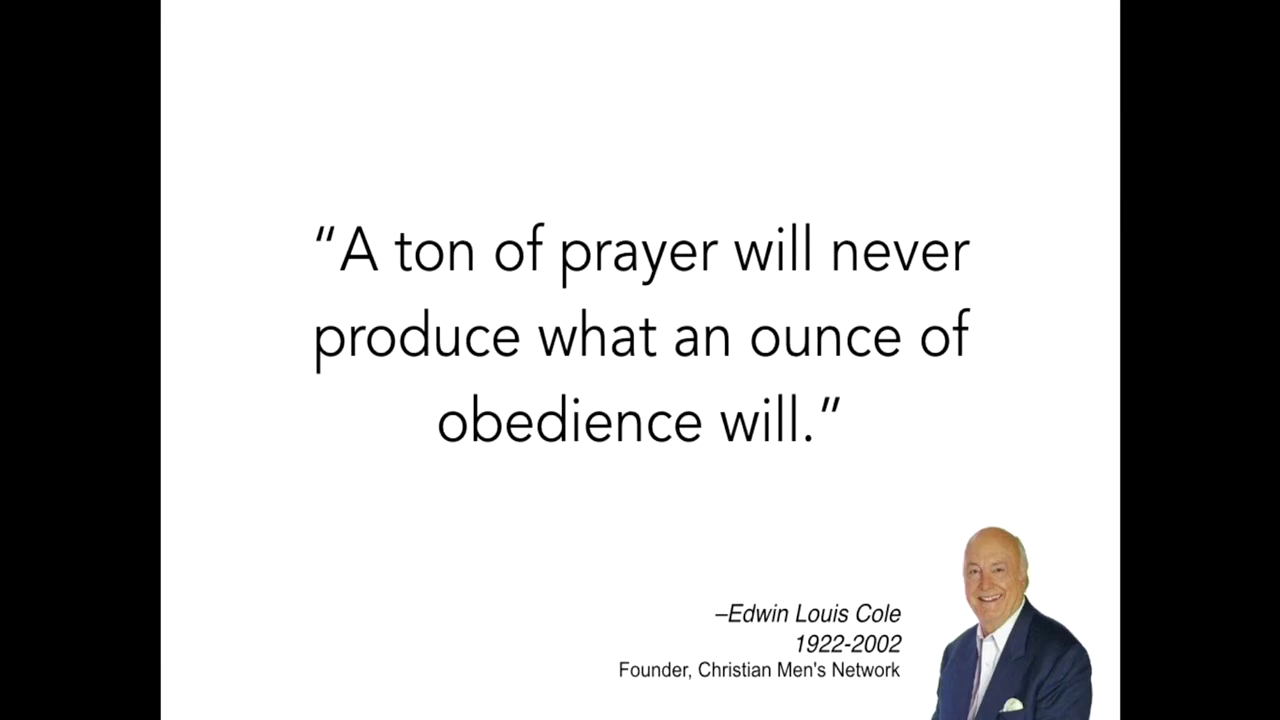 “A ton of prayer will never
produce what an ounce of
obedience will.”
–Edwin Louis Cole
1922-2002
Founder, Christian Men's Network